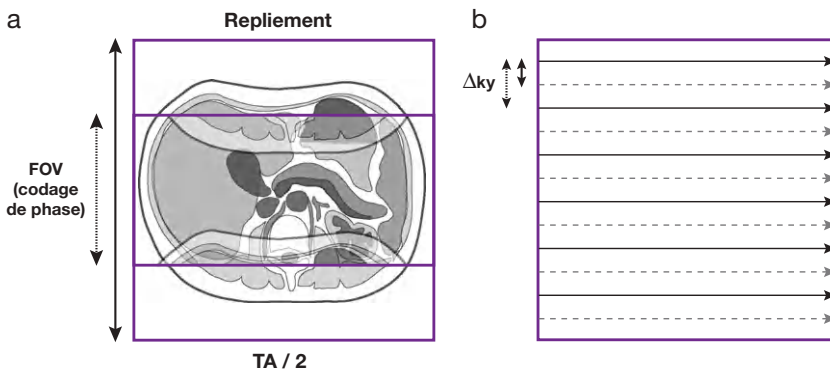 a
Repliement
FOV
(codage
de phase)
TA / 2
b
Δky